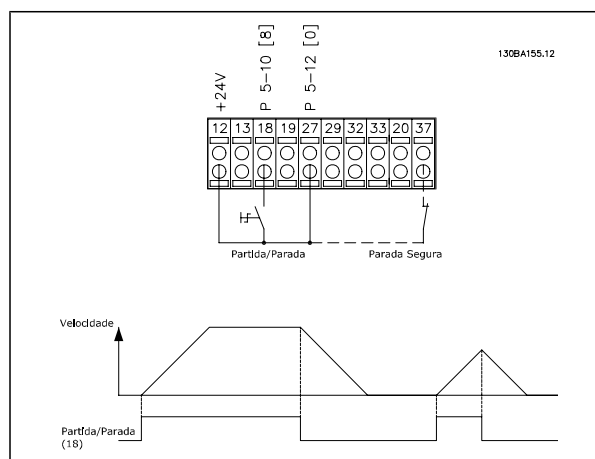 130BA155.12
+24V
P 5-10 [8]
P 5-12 [0]
12 13 18 19 27 29 32 33 20 37
Partida/Parada
Parada Segura
Velocidade
Partida/Parada
(18)